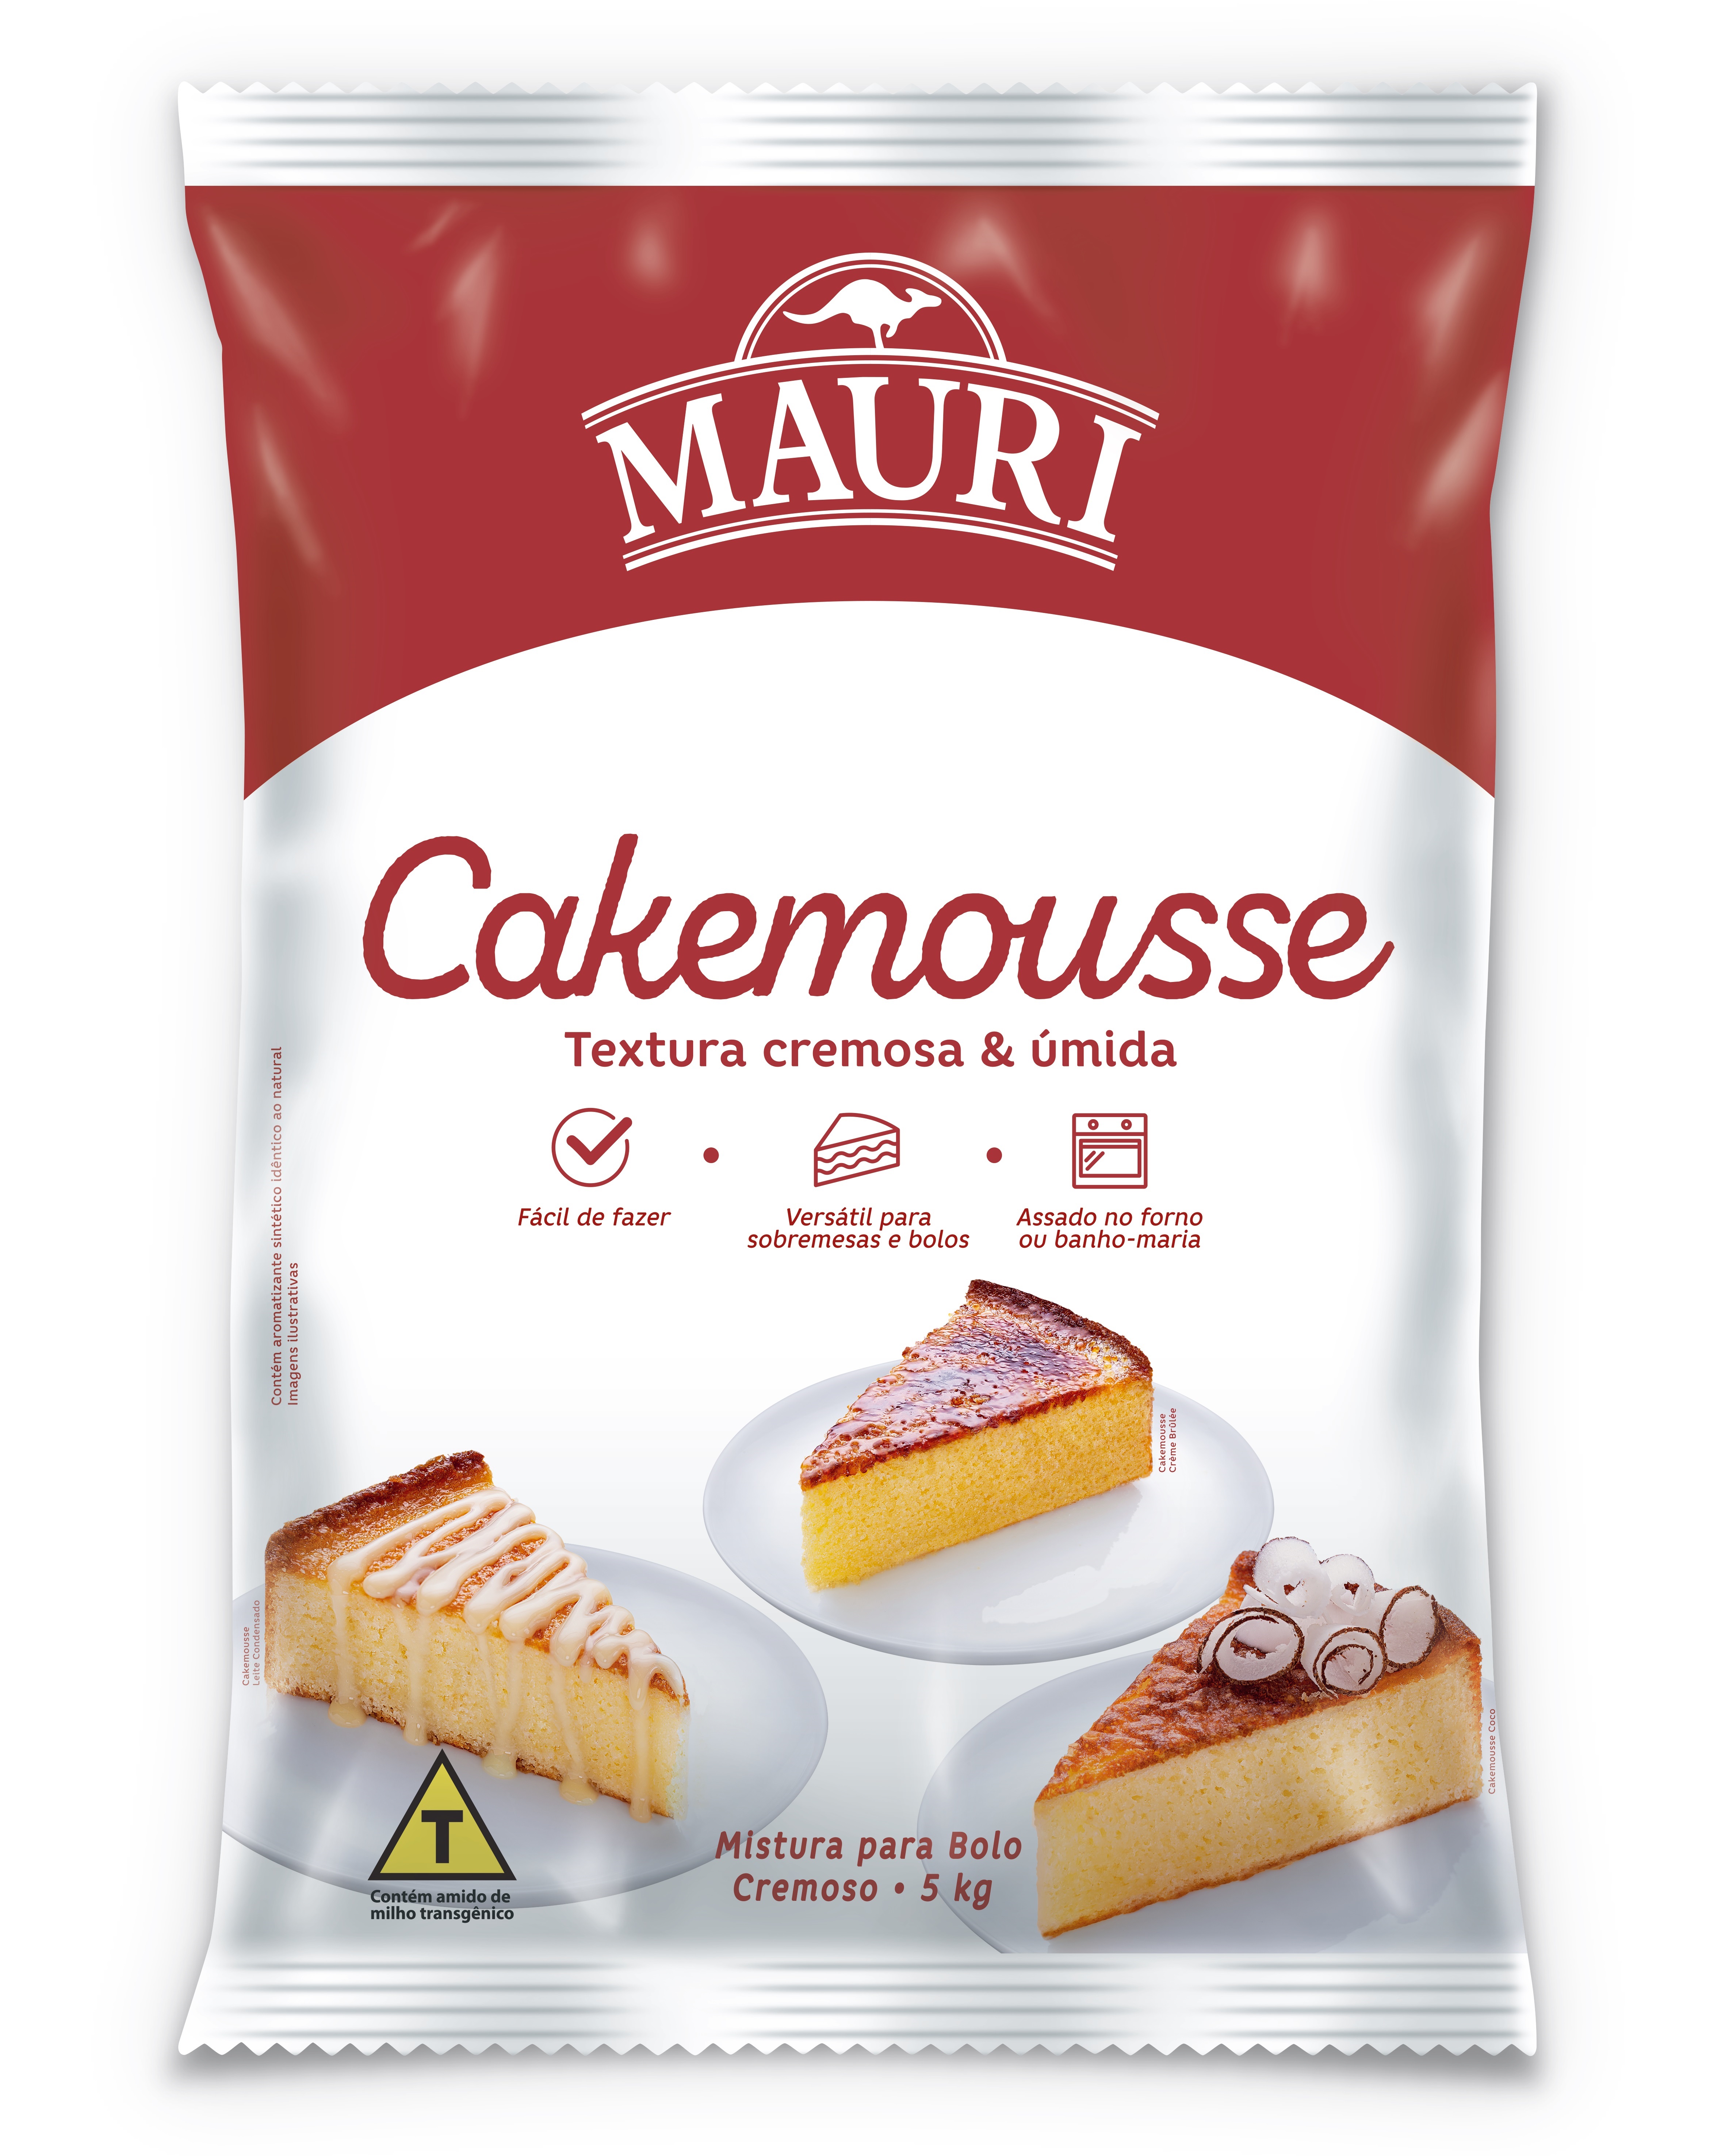 MAURI
Cakemousse
Textura cremosa & úmida
Fácil de fazer
Versátil para
sobremesas e bolos
Assado no forno
ou banho-maria
Contém aromatizante sintético idêntico ao natural
Imagens ilustrativas
Cakemousse
Crème Brûlée
Cakemousse
Leite Condensado
Cakemousse Coco
T
Contém amido de
milho transgênico
Mistura para Bolo
Cremoso • 5 kg